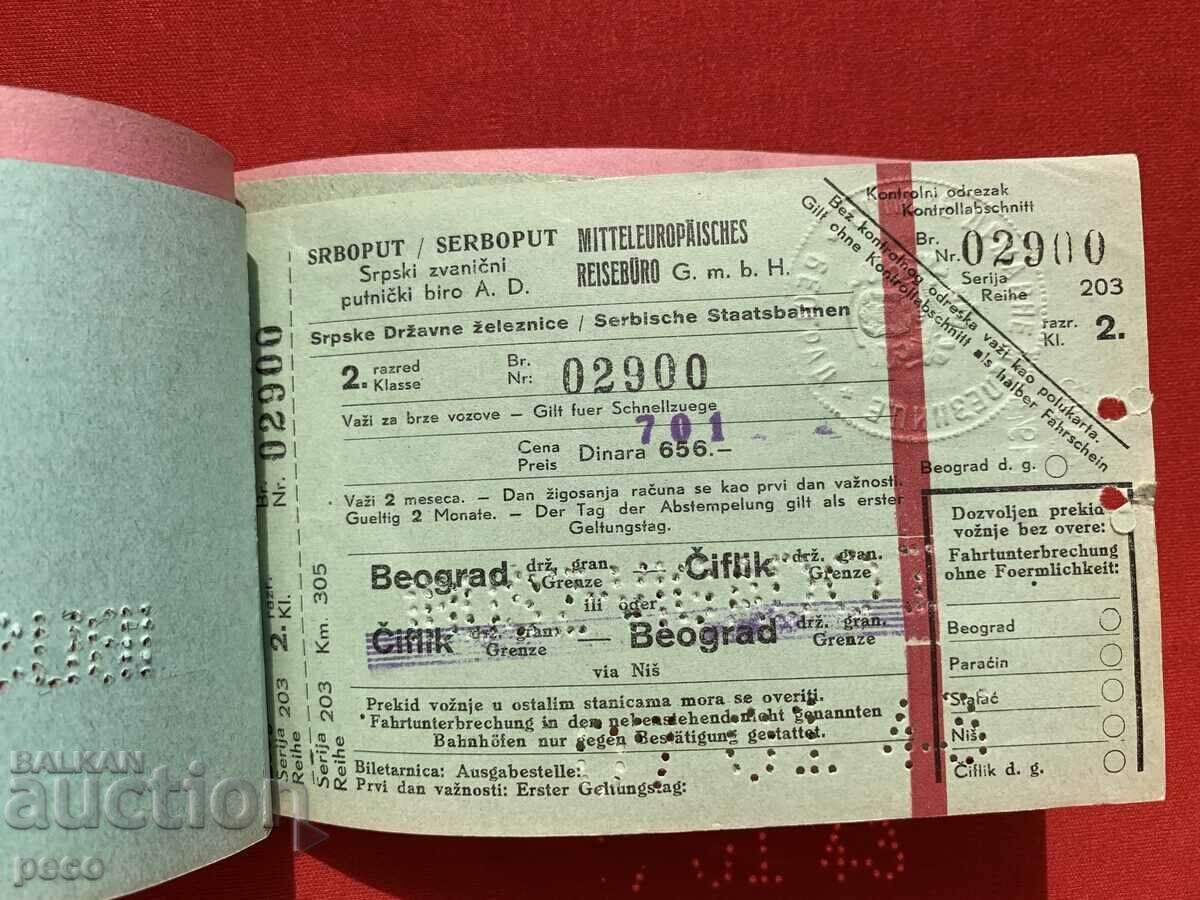 SRBOPUT / SERBOPUT
Srpski zvanični
putnički biro A. D.
MITTELEUROPÄISCHES
REISEBÜRO G. m. b. H.
Srpske Državne železnice / Serbische Staatsbahnen
2. razred
Klasse
Br.
Nr: 02900
Važi za brze vozove — Gilt fuer Schnellzuege
701
Cena
Preis Dinara 656.—
Važi 2 meseca. — Dan žigosanja računa se kao prvi dan važnosti.
Gueltig 2 Monate. — Der Tag der Abstempelung gilt als erster
Geltungstag.
Beograd drž. gran.
Grenze — Čiflik drž. gran.
Grenze
ili oder
Čiflik drž. gran.
Grenze — Beograd drž. gran.
Grenze
via Niš
Prekid vožnje u ostalim stanicama mora se overiti.
Fahrtunterbrechung in den nebenstehend nicht genannten
Bahnhöfen nur gegen Bestätigung gestattet.
Biletarnica: Ausgabestelle:
Prvi dan važnosti: Erster Geltungstag:
Kontrolni odrezak
Kontrollabschnitt
Br.
Nr. 02900
Serija
Reihe 203
razr.
Kl. 2.
Bez kontrolnog odreska važi kao polukarta.
Gilt ohne Kontrollabschnitt als halber Fahrschein
Beograd d. g.
Dozvoljen prekid
vožnje bez overe:
Fahrtunterbrechung
ohne Foermlichkeit:
Beograd
Paraćin
Stalać
Niš
Čiflik d. g.
Br.
Nr. 02900
razr.
Kl. 2.
Serija 203
Reihe
Km. 305
Serija 203
Reihe
BALKAN
auction
peco